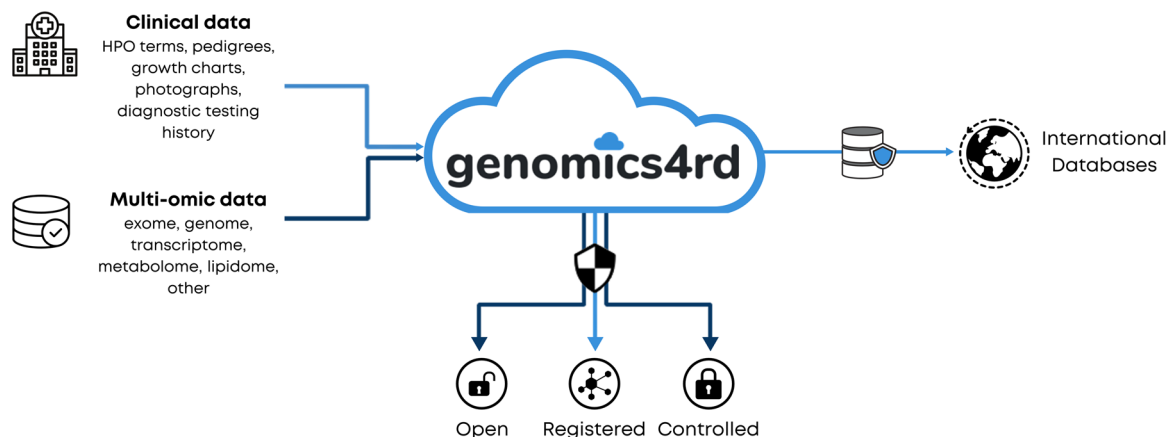 Clinical data
HPO terms, pedigrees,
growth charts,
photographs,
diagnostic testing
history
Multi-omic data
exome, genome,
transcriptome,
metabolome, lipidome,
other
genomics4rd
International
Databases
Open
Registered
Controlled